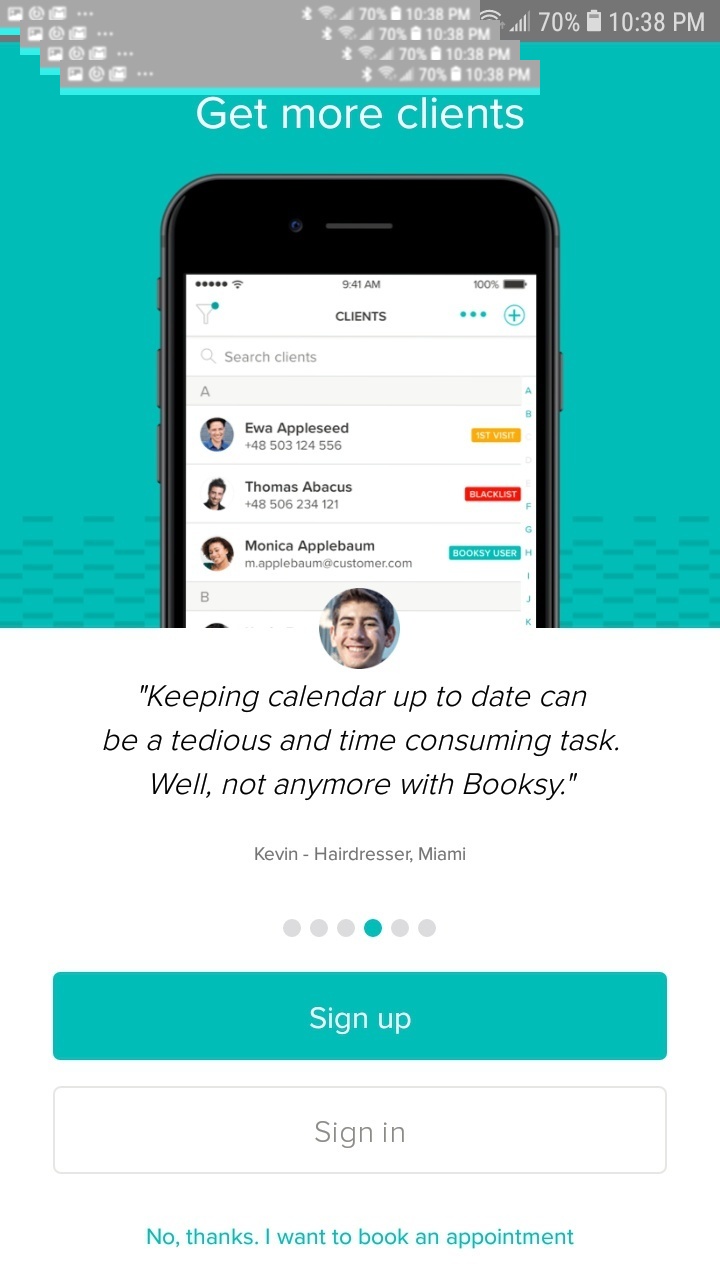 70% 10:38 PM
70% 10:38 PM
70% 10:38 PM
70% 10:38 PM
70% 10:38 PM
Get more clients
9:41 AM 100%
CLIENTS
Search clients
A
Ewa Appleseed
+48 503 124 556
1ST VISIT
Thomas Abacus
+48 506 234 121
BLACKLIST
Monica Applebaum
m.applebaum@customer.com
BOOKSY USER
B
A
B
F
G
H
I
J
K
"Keeping calendar up to date can
be a tedious and time consuming task.
Well, not anymore with Booksy."
Kevin - Hairdresser, Miami
Sign up
Sign in
No, thanks. I want to book an appointment